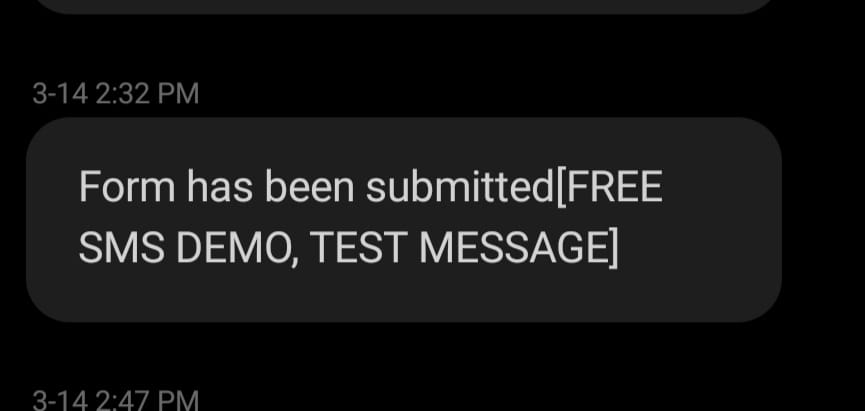 3-14 2:32 PM
Form has been submitted[FREE
SMS DEMO, TEST MESSAGE]
3-14 2:47 PM